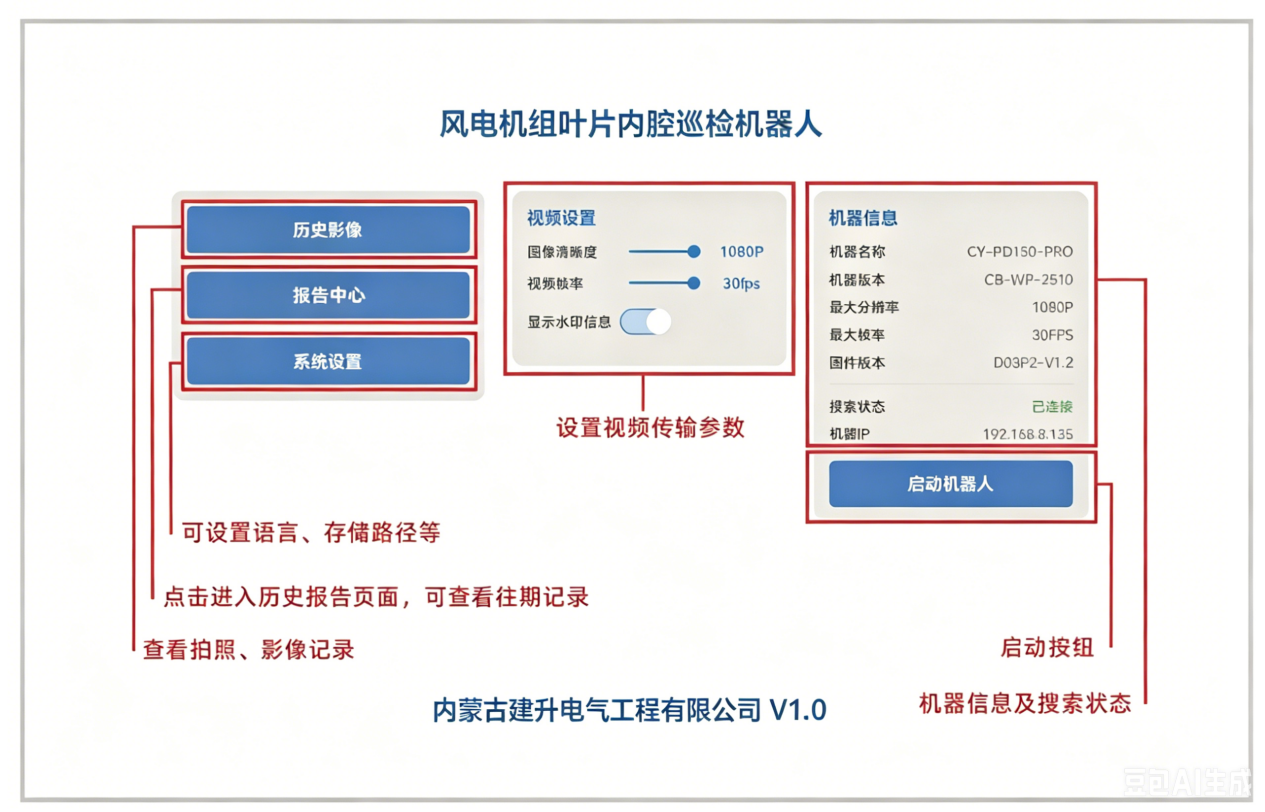 风电机组叶片内腔巡检机器人
历史影像
报告中心
系统设置
视频设置
图像清晰度 1080P
视频帧率 30fps
显示水印信息
设置视频传输参数
机器信息
机器名称 CY-PD150-PRO
机器版本 CB-WP-2510
最大分辨率 1080P
最大帧率 30FPS
固件版本 D03P2-V1.2
搜索状态 已连接
机器IP 192.168.8.135
启动机器人
可设置语言、存储路径等
点击进入历史报告页面，可查看往期记录
查看拍照、影像记录
启动按钮
机器信息及搜索状态
内蒙古建升电气工程有限公司 V1.0
豆包AI生成